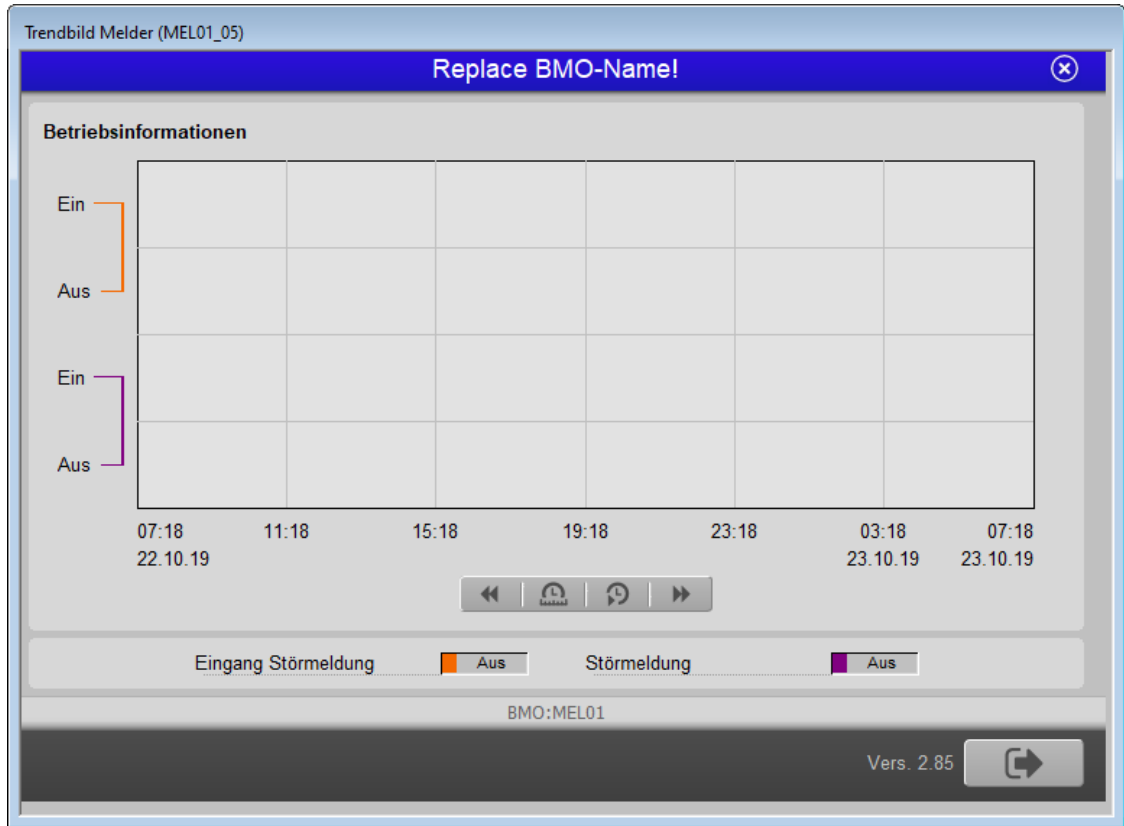 Trendbild Melder (MEL01_05)
Replace BMO-Name!
Betriebsinformationen
Ein
Aus
Ein
Aus
07:18 11:18 15:18 19:18 23:18 03:18 07:18
22.10.19 23.10.19 23.10.19
Eingang Störmeldung Aus Störmeldung Aus
BMO:MEL01
Vers. 2.85